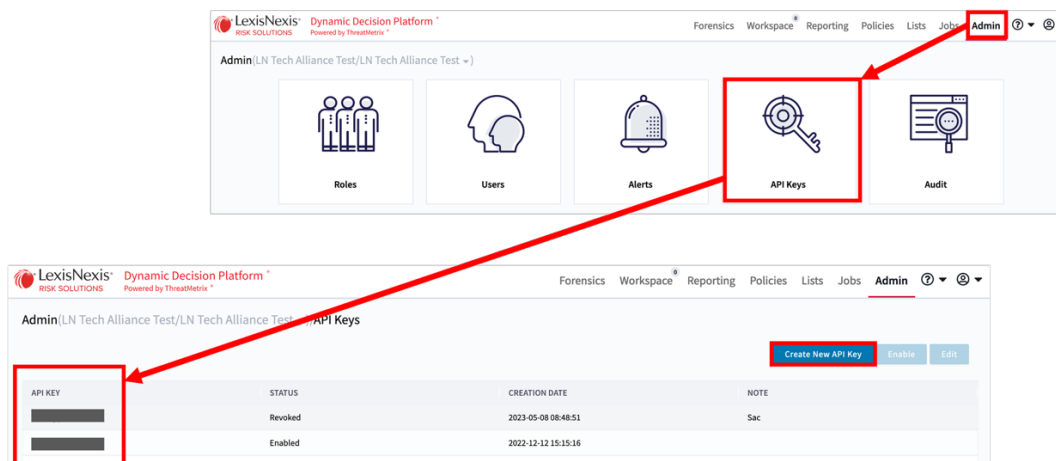 LexisNexis® Dynamic Decision Platform ®
RISK SOLUTIONS Powered by ThreatMetrix ®
Forensics Workspace 0 Reporting Policies Lists Jobs Admin
Admin(LN Tech Alliance Test/LN Tech Alliance Test)
Roles Users Alerts API Keys Audit
LexisNexis® Dynamic Decision Platform ®
RISK SOLUTIONS Powered by ThreatMetrix ®
Forensics Workspace 0 Reporting Policies Lists Jobs Admin
Admin(LN Tech Alliance Test/LN Tech Alliance Test)/API Keys
Create New API Key Enable Edit
API KEY STATUS CREATION DATE NOTE
Revoked 2023-05-08 08:48:51 Sac
Enabled 2022-12-12 15:15:16